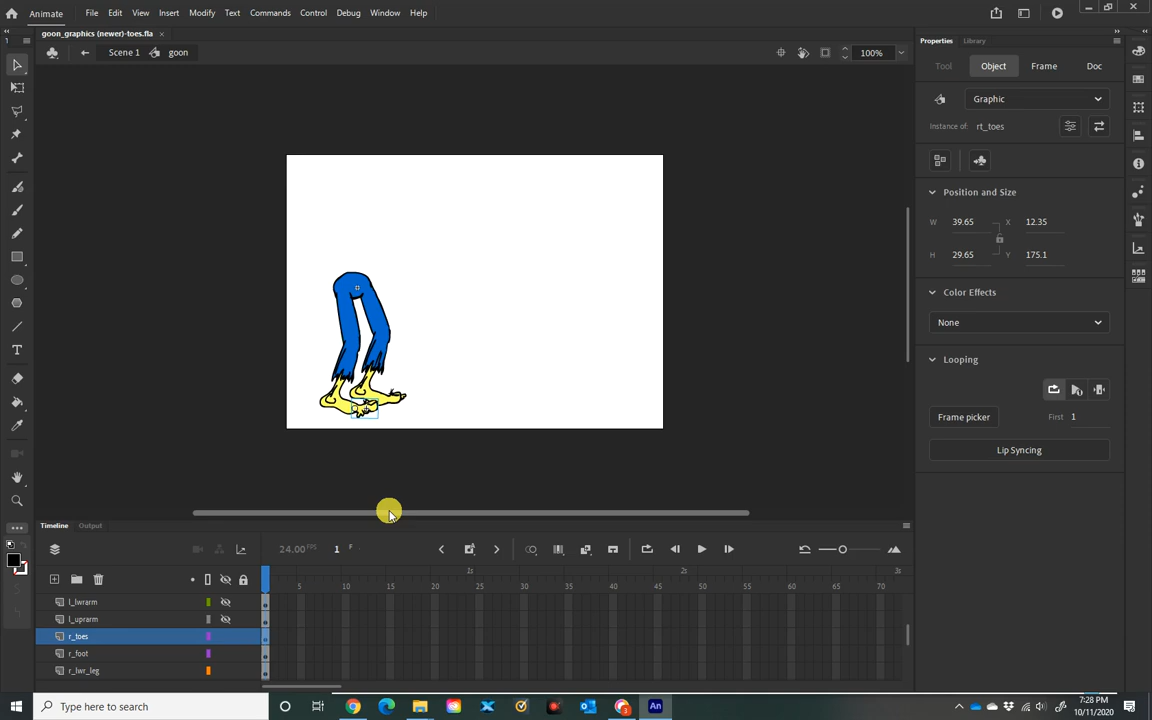 Animate File Edit View Insert Modify Text Commands Control Debug Window Help
goon_graphics (newer)-toes.fla ×
Scene 1 goon 100%
Properties Library
Tool Object Frame Doc
Graphic
Instance of: rt_toes
Position and Size
W 39.65 X 12.35
H 29.65 Y 175.1
Color Effects
None
Looping
Frame picker First 1
Lip Syncing
Timeline Output
24.00 FPS 1 F
1s 2s 3s
5 10 15 20 25 30 35 40 45 50 55 60 65 70
l_lwrarm
l_uprarm
r_toes
r_foot
r_lwr_leg
Type here to search
An
7:28 PM
10/11/2020